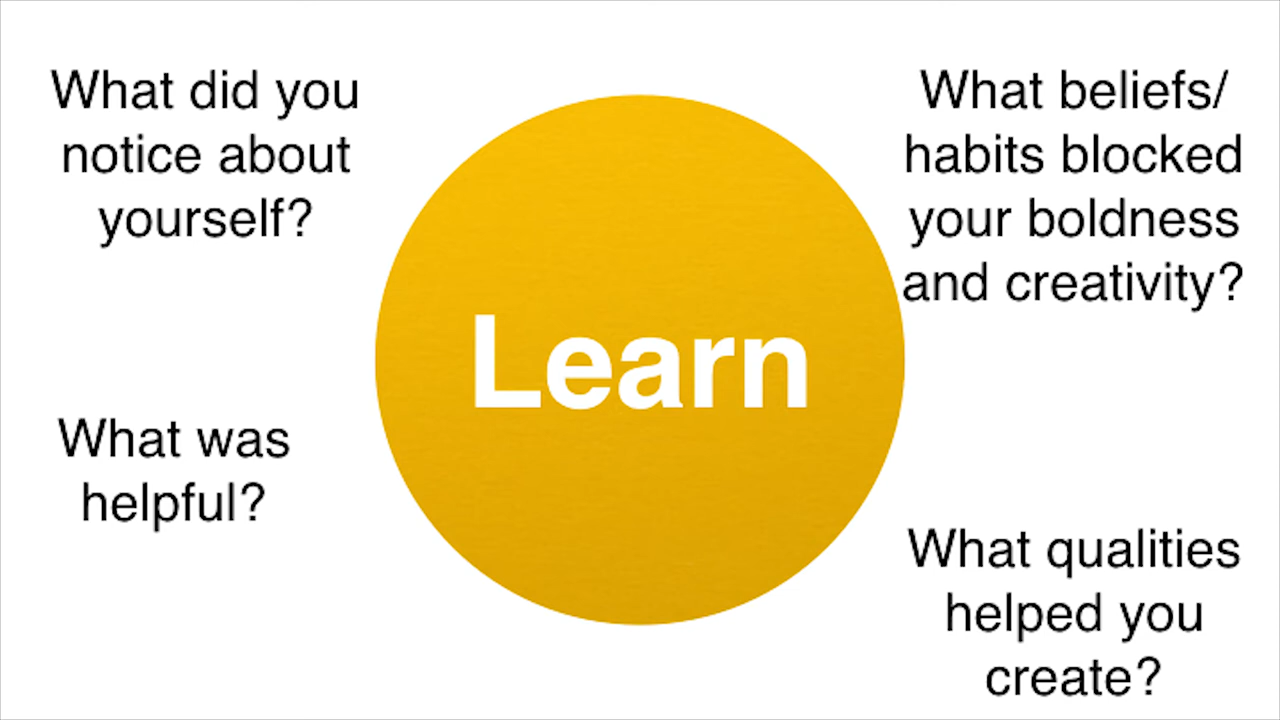 What did you
notice about
yourself?
What beliefs/
habits blocked
your boldness
and creativity?
Learn
What was
helpful?
What qualities
helped you
create?